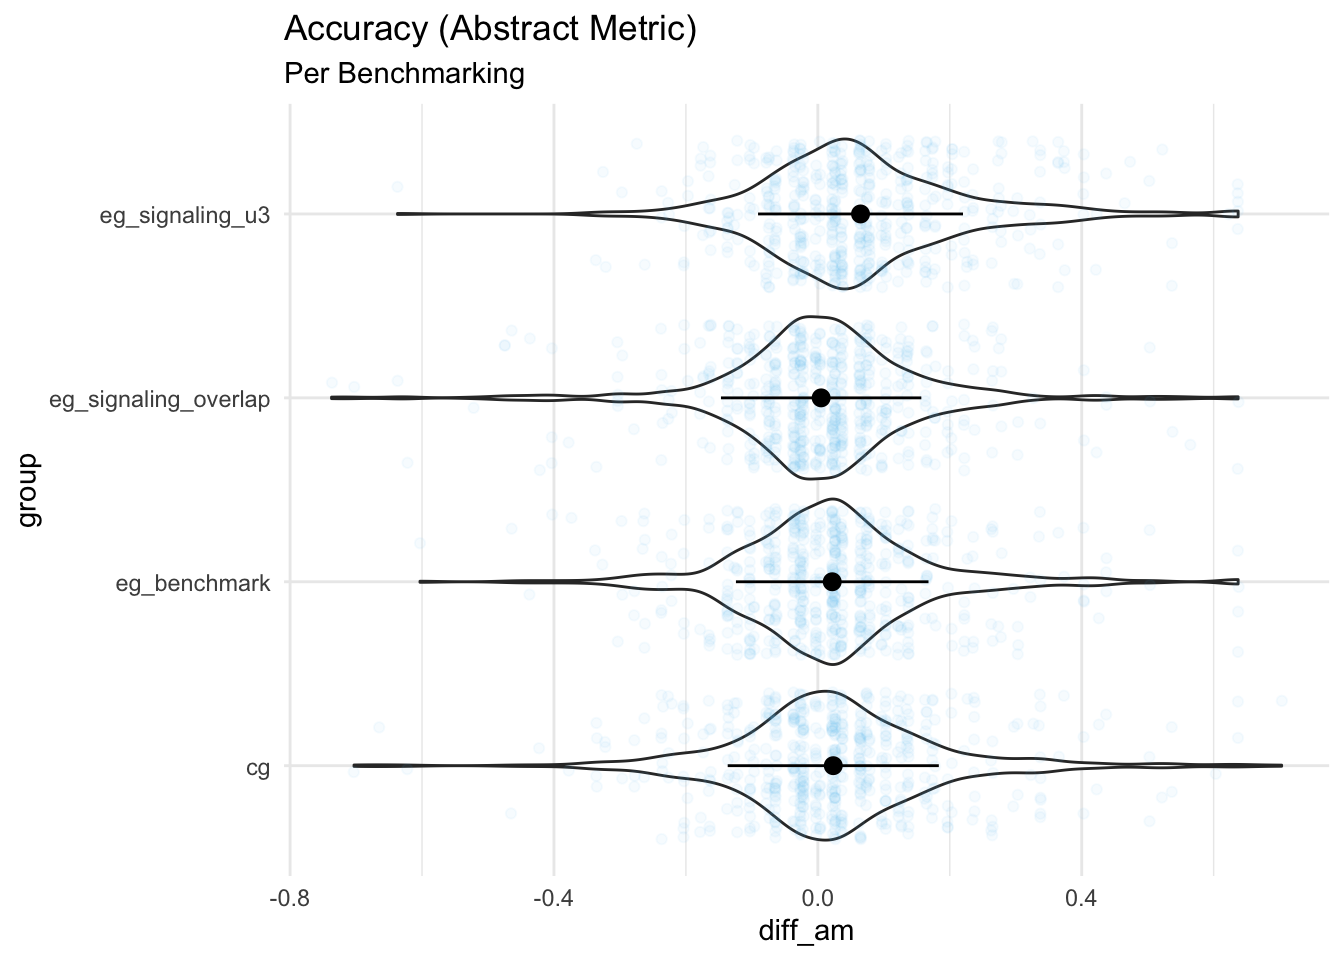 Accuracy (Abstract Metric)
Per Benchmarking
eg_signaling_u3
eg_signaling_overlap
eg_benchmark
cg
group
-0.8
-0.4
0.0
0.4
diff_am